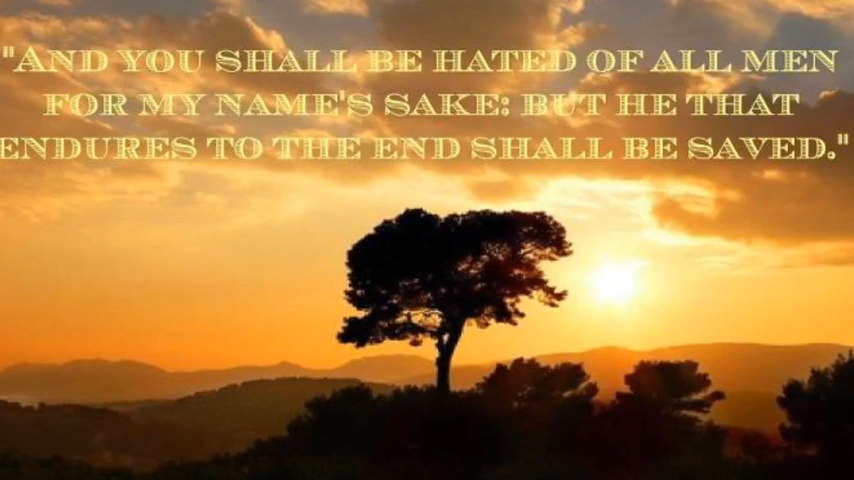 "And you shall be hated of all men
for my name's sake: but he that
endures to the end shall be saved."